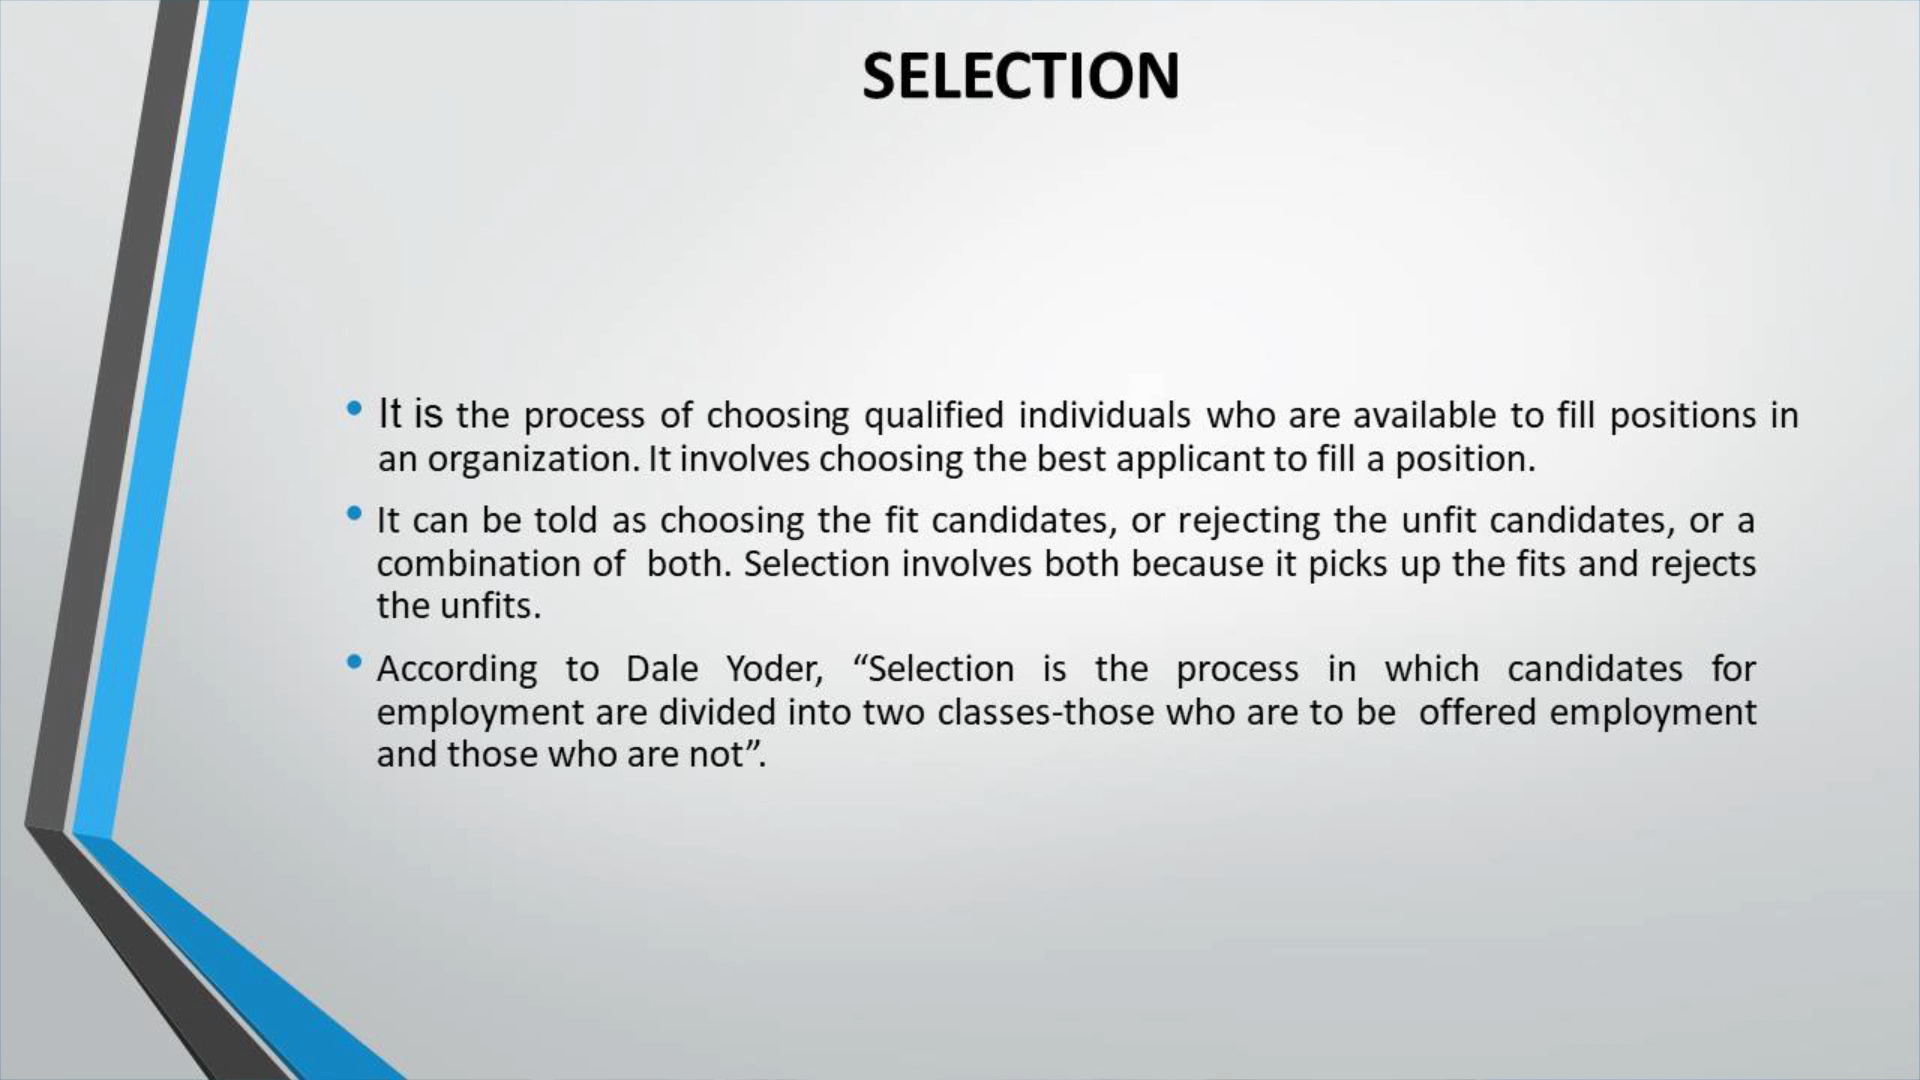 SELECTION
• It is the process of choosing qualified individuals who are available to fill positions in
an organization. It involves choosing the best applicant to fill a position.
• It can be told as choosing the fit candidates, or rejecting the unfit candidates, or a
combination of both. Selection involves both because it picks up the fits and rejects
the unfits.
• According to Dale Yoder, “Selection is the process in which candidates for
employment are divided into two classes-those who are to be offered employment
and those who are not”.